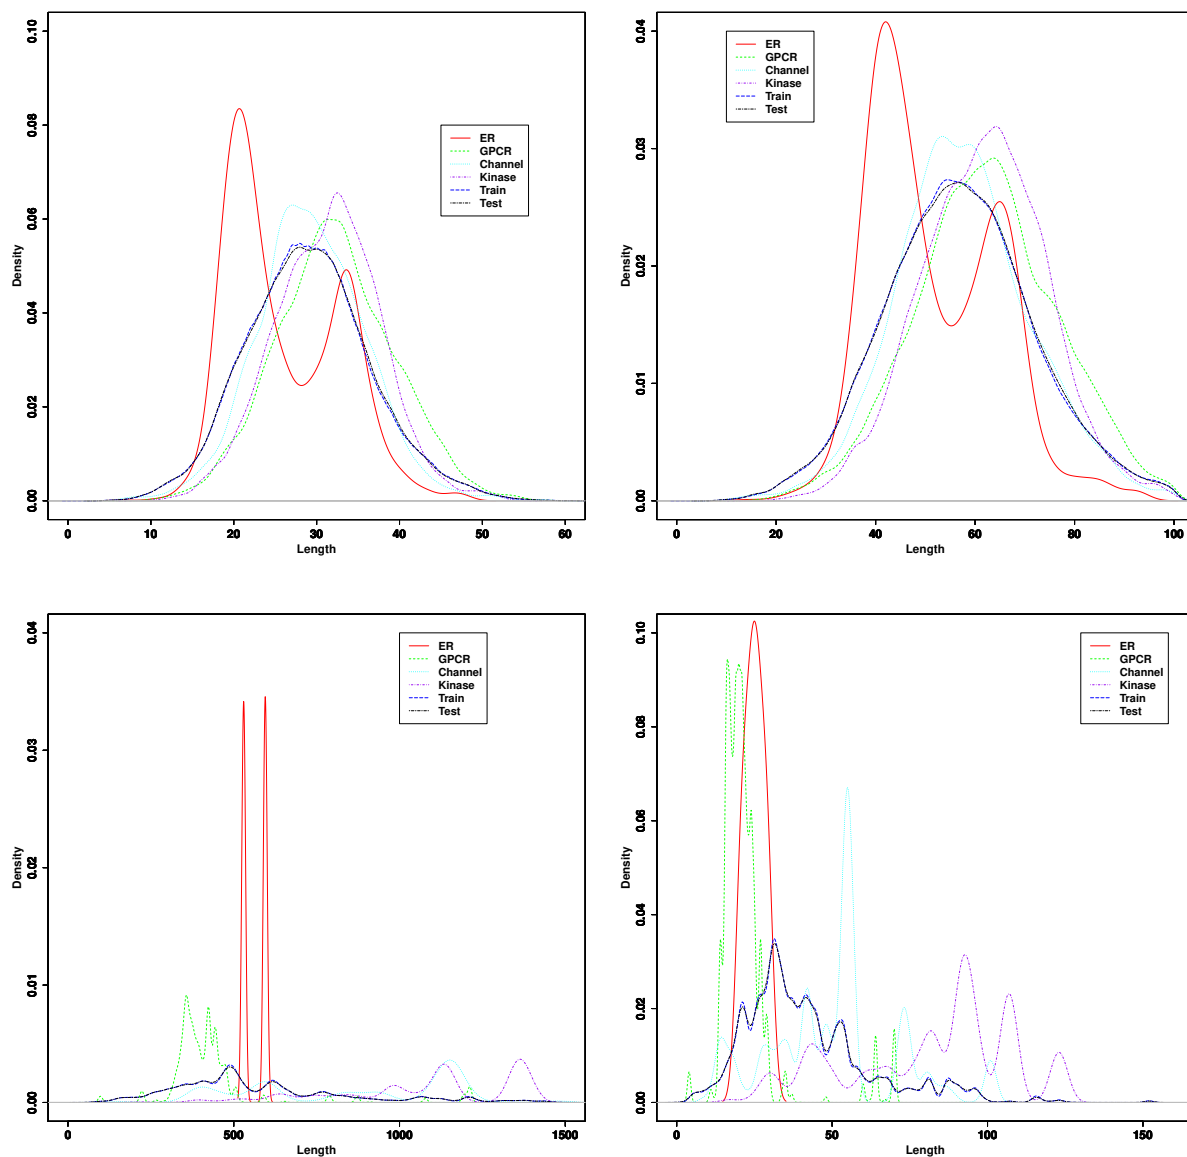 0.10
0.08
0.06
0.04
0.02
0.00
Density
ER
GPCR
Channel
Kinase
Train
Test
0 10 20 30 40 50 60
Length
0.04
0.03
0.02
0.01
0.00
Density
ER
GPCR
Channel
Kinase
Train
Test
0 20 40 60 80 100
Length
0.04
0.03
0.02
0.01
0.00
Density
ER
GPCR
Channel
Kinase
Train
Test
0 500 1000 1500
Length
0.10
0.08
0.06
0.04
0.02
0.00
Density
ER
GPCR
Channel
Kinase
Train
Test
0 50 100 150
Length